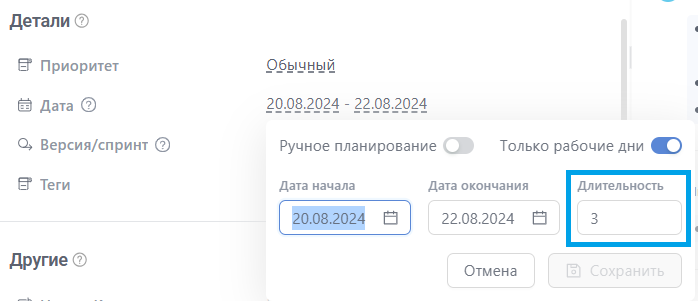 Детали
Приоритет Обычный
Дата 20.08.2024 - 22.08.2024
Версия/спринт
Теги
Ручное планирование Только рабочие дни
Дата начала Дата окончания Длительность
20.08.2024 22.08.2024 3
Отмена Сохранить
Другие